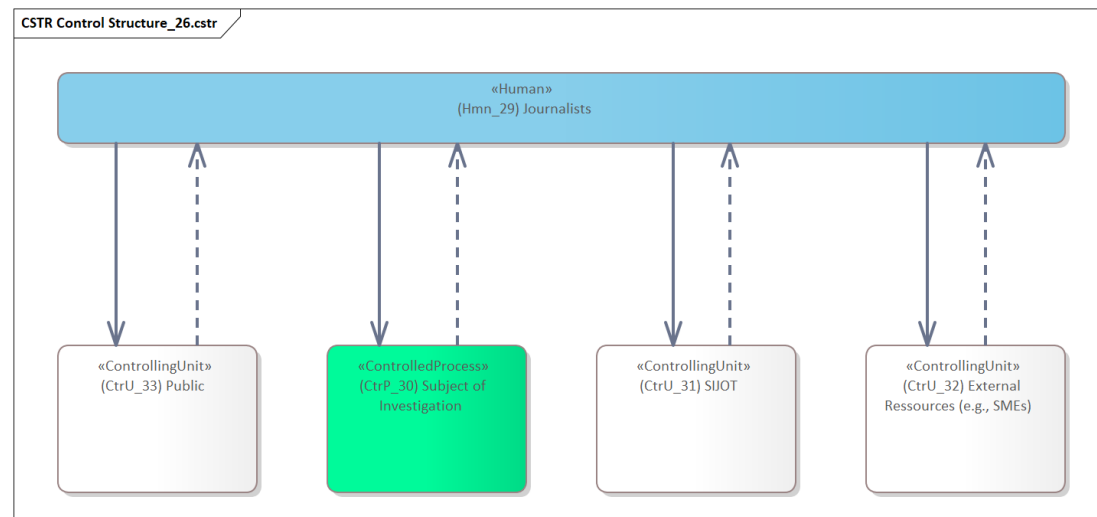 CSTR Control Structure_26.cstr
«Human»
(Hmn_29) Journalists
«ControllingUnit»
(CtrU_33) Public
«ControlledProcess»
(CtrP_30) Subject of
Investigation
«ControllingUnit»
(CtrU_31) SIJOT
«ControllingUnit»
(CtrU_32) External
Ressources (e.g., SMEs)